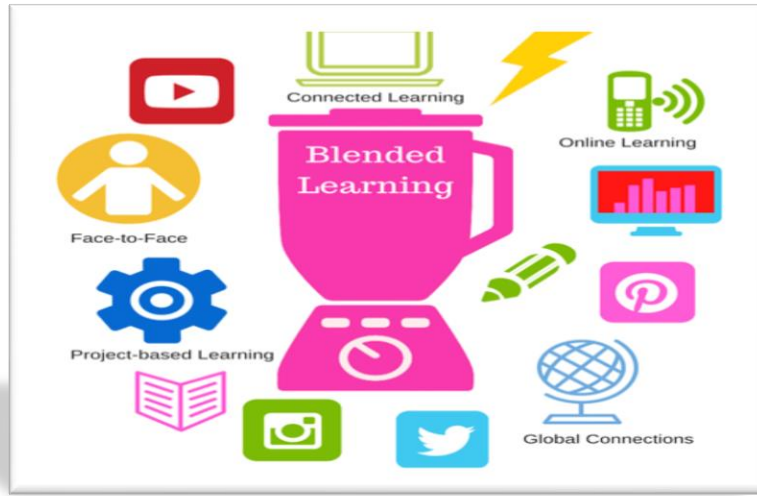 Connected Learning
Blended
Learning
Online Learning
Face-to-Face
Project-based Learning
Global Connections